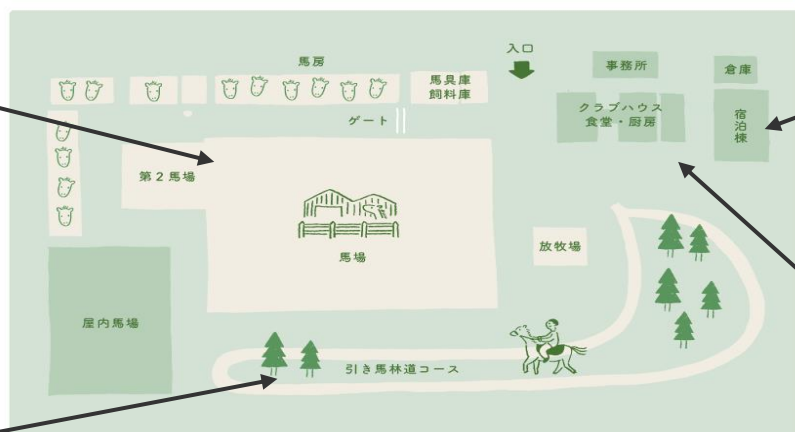 入口
馬房
事務所
倉庫
馬具庫
飼料庫
クラブハウス
食堂・厨房
宿泊棟
ゲート
第2馬場
馬場
放牧場
屋内馬場
引き馬林道コース